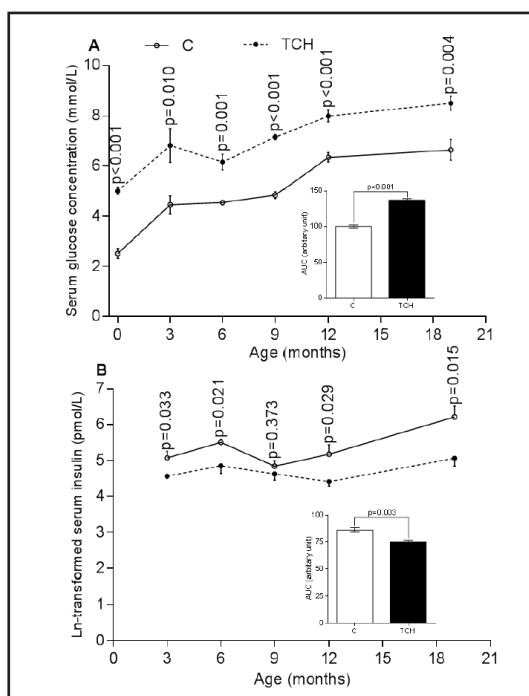 A
C
TCH
Serum glucose concentration (mmol/L)
10
8
6
4
2
0
p<0.001
p=0.010
p=0.001
p<0.001
p<0.001
p=0.004
AUC (arbitary unit)
150
100
50
0
p<0.001
C
TCH
0 3 6 9 12 15 18 21
Age (months)
B
Ln-transformed serum insulin (pmol/L)
7
6
5
4
3
2
1
0
p=0.033
p=0.021
p=0.373
p=0.029
p=0.015
AUC (arbitary unit)
100
75
50
25
0
p=0.003
C
TCH
0 3 6 9 12 15 18 21
Age (months)